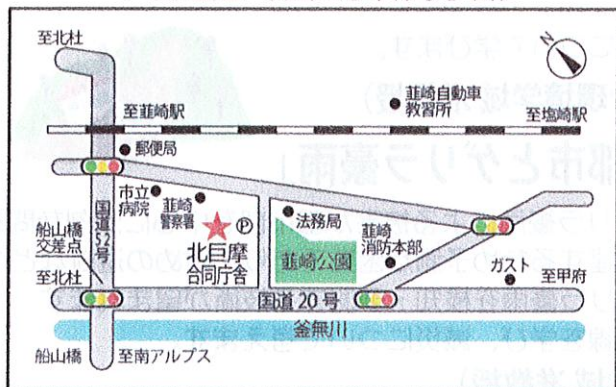 至北杜
N
韮崎自動車
教習所
至韮崎駅
至塩崎駅
郵便局
市立
病院
韮崎
警察署
P
北巨摩
合同庁舎
法務局
韮崎公園
韮崎
消防本部
国道52号
船山橋
交差点
ガスト
至北杜
国道20号
至甲府
釜無川
船山橋
至南アルプス